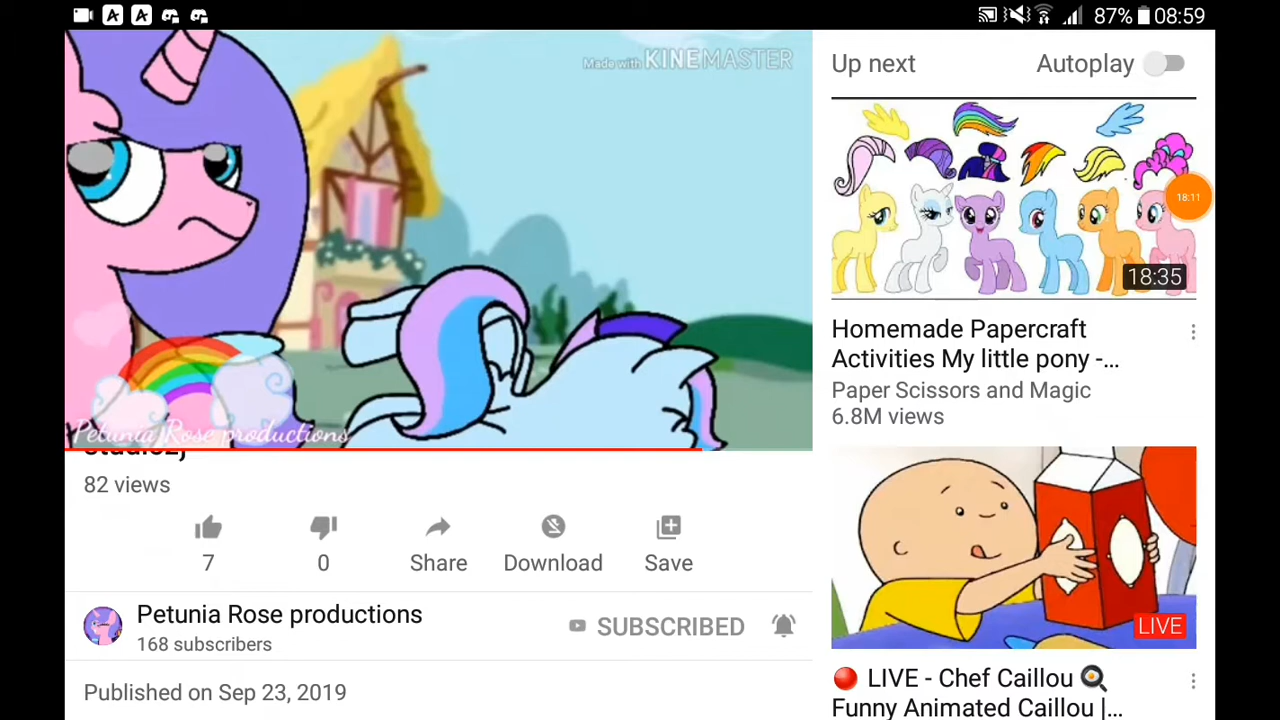 87% 08:59
Made with KINEMASTER
Up next
Autoplay
18:11
18:35
Homemade Papercraft
Activities My little pony -...
Paper Scissors and Magic
6.8M views
Petunia Rose productions
82 views
7
0
Share
Download
Save
Petunia Rose productions
168 subscribers
SUBSCRIBED
Published on Sep 23, 2019
LIVE
LIVE - Chef Caillou
Funny Animated Caillou |...